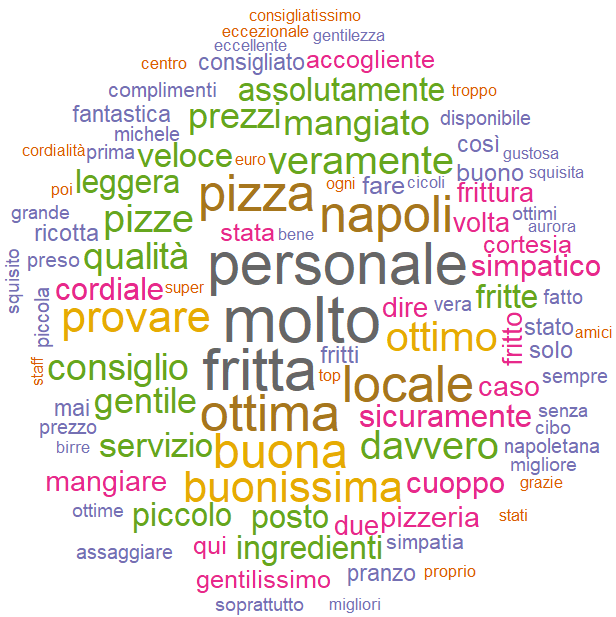 consigliatissimo
eccezionale
gentilezza
eccellente
centro
consigliato
accogliente
complimenti
assolutamente
troppo
fantastica
prezzi
mangiato
disponibile
michele
cordialità
prima
veloce
euro
veramente
così
gustosa
poi
leggera
pizza
ogni
fare
cicoli
buono
squisita
frittura
grande
pizze
napoli
volta
ottimi
aurora
ricotta
stata
bene
cortesia
squisito
preso
qualità
personale
simpatico
cordiale
super
dire
vera
fritte
fatto
piccola
provare
molto
ottimo
fritto
stato
amici
solo
staff
consiglio
fritta
fritti
top
locale
caso
sempre
mai
gentile
ottima
sicuramente
senza
prezzo
cibo
birre
servizio
buona
davvero
napoletana
migliore
mangiare
buonissima
cuoppo
grazie
ottime
piccolo
posto
due
pizzeria
stati
assaggiare
qui
ingredienti
simpatia
gentilissimo
pranzo
proprio
soprattutto
migliori